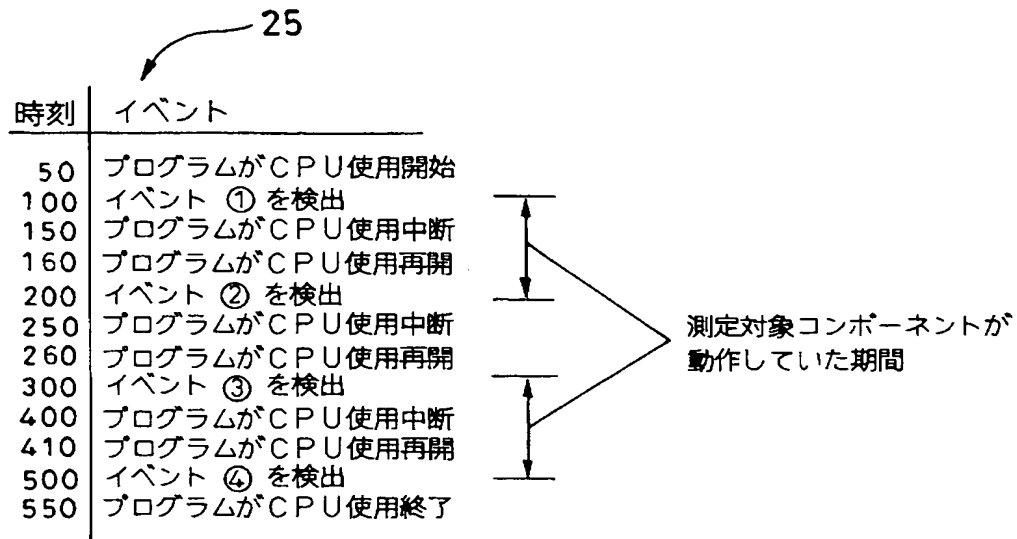 25
時刻 イベント
50 プログラムがCPU使用開始
100 イベント ① を検出
150 プログラムがCPU使用中断
160 プログラムがCPU使用再開
200 イベント ② を検出
250 プログラムがCPU使用中断
260 プログラムがCPU使用再開
300 イベント ③ を検出
400 プログラムがCPU使用中断
410 プログラムがCPU使用再開
500 イベント ④ を検出
550 プログラムがCPU使用終了
測定対象コンポーネントが
動作していた期間